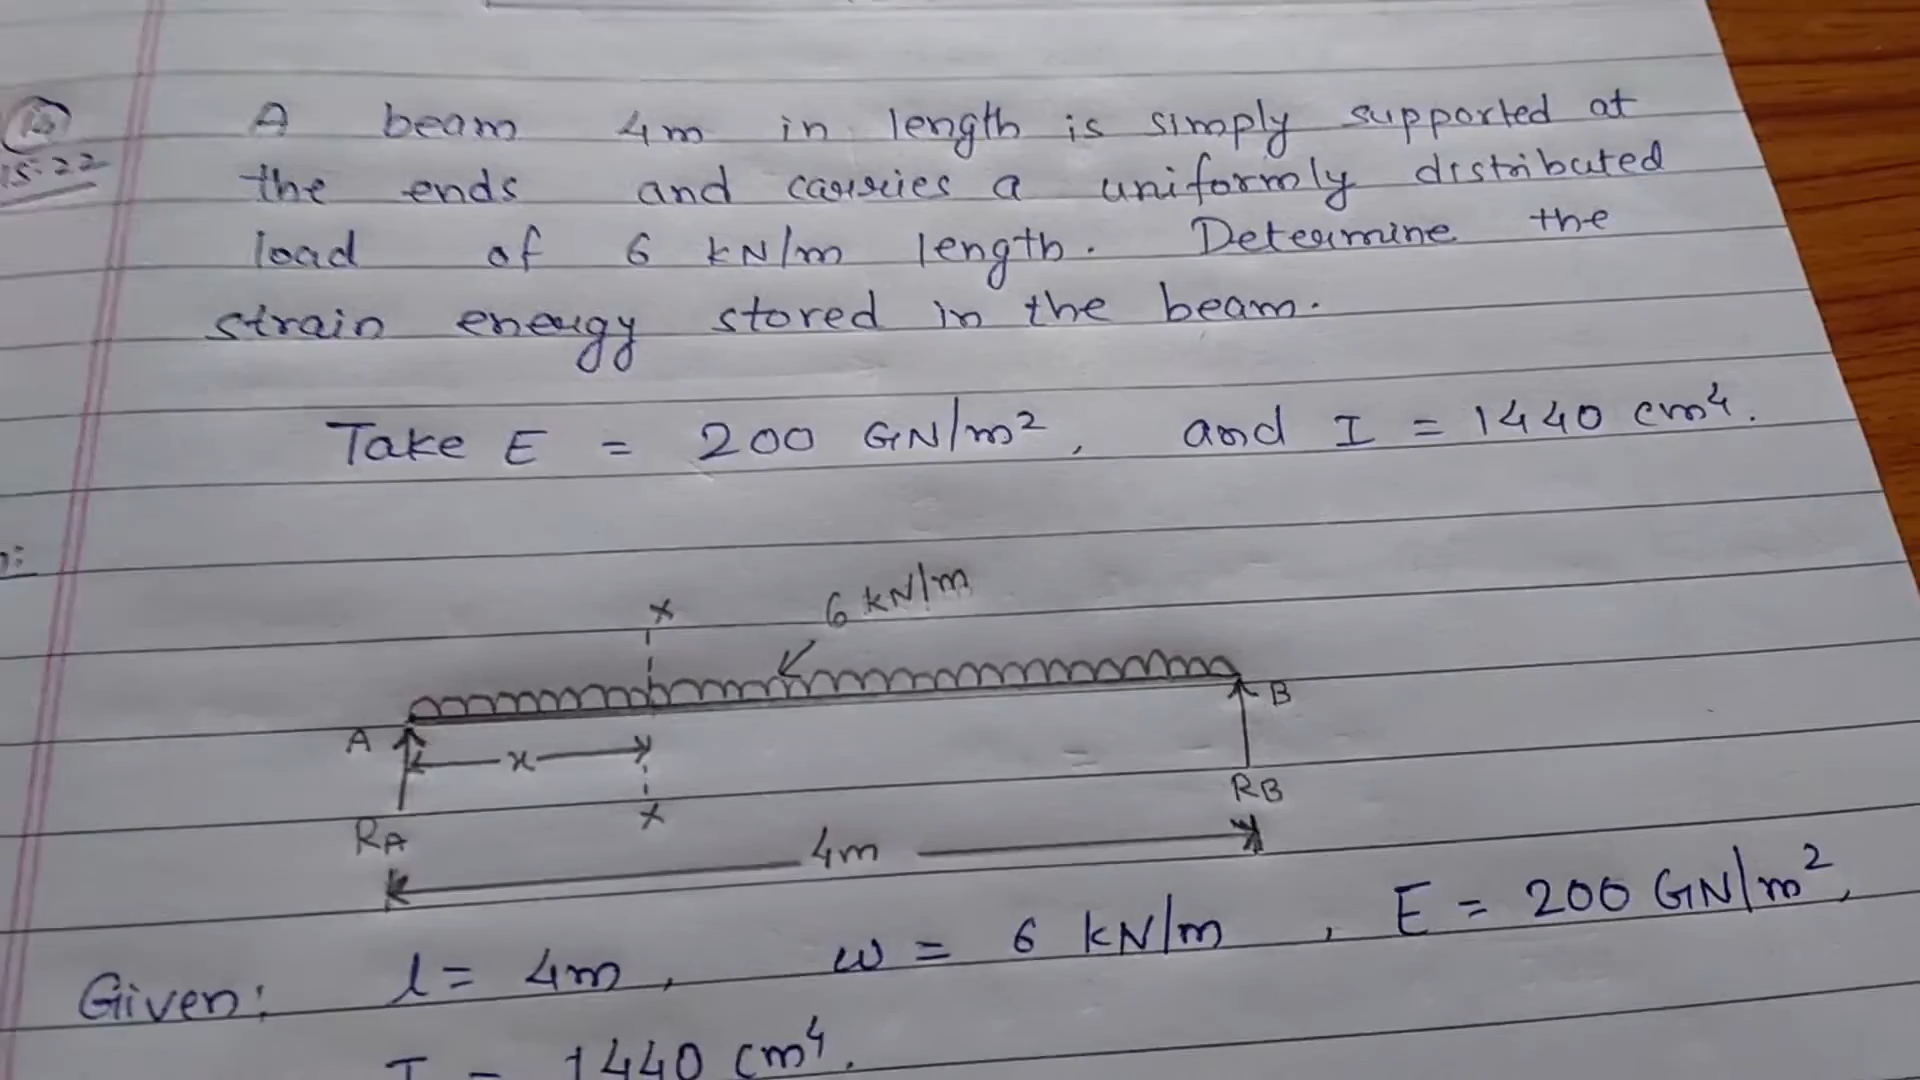 A beam 4m in length is simply supported at
15.22
the ends and carries a uniformly distributed
load of 6 kN/m length. Determine the
strain energy stored in the beam.
Take E = 200 GN/m², and I = 1440 cm⁴.
x
6 kN/m
A
B
x
x
RA
RB
4m
Given: l = 4m, w = 6 kN/m, E = 200 GN/m²,
I = 1440 cm⁴.